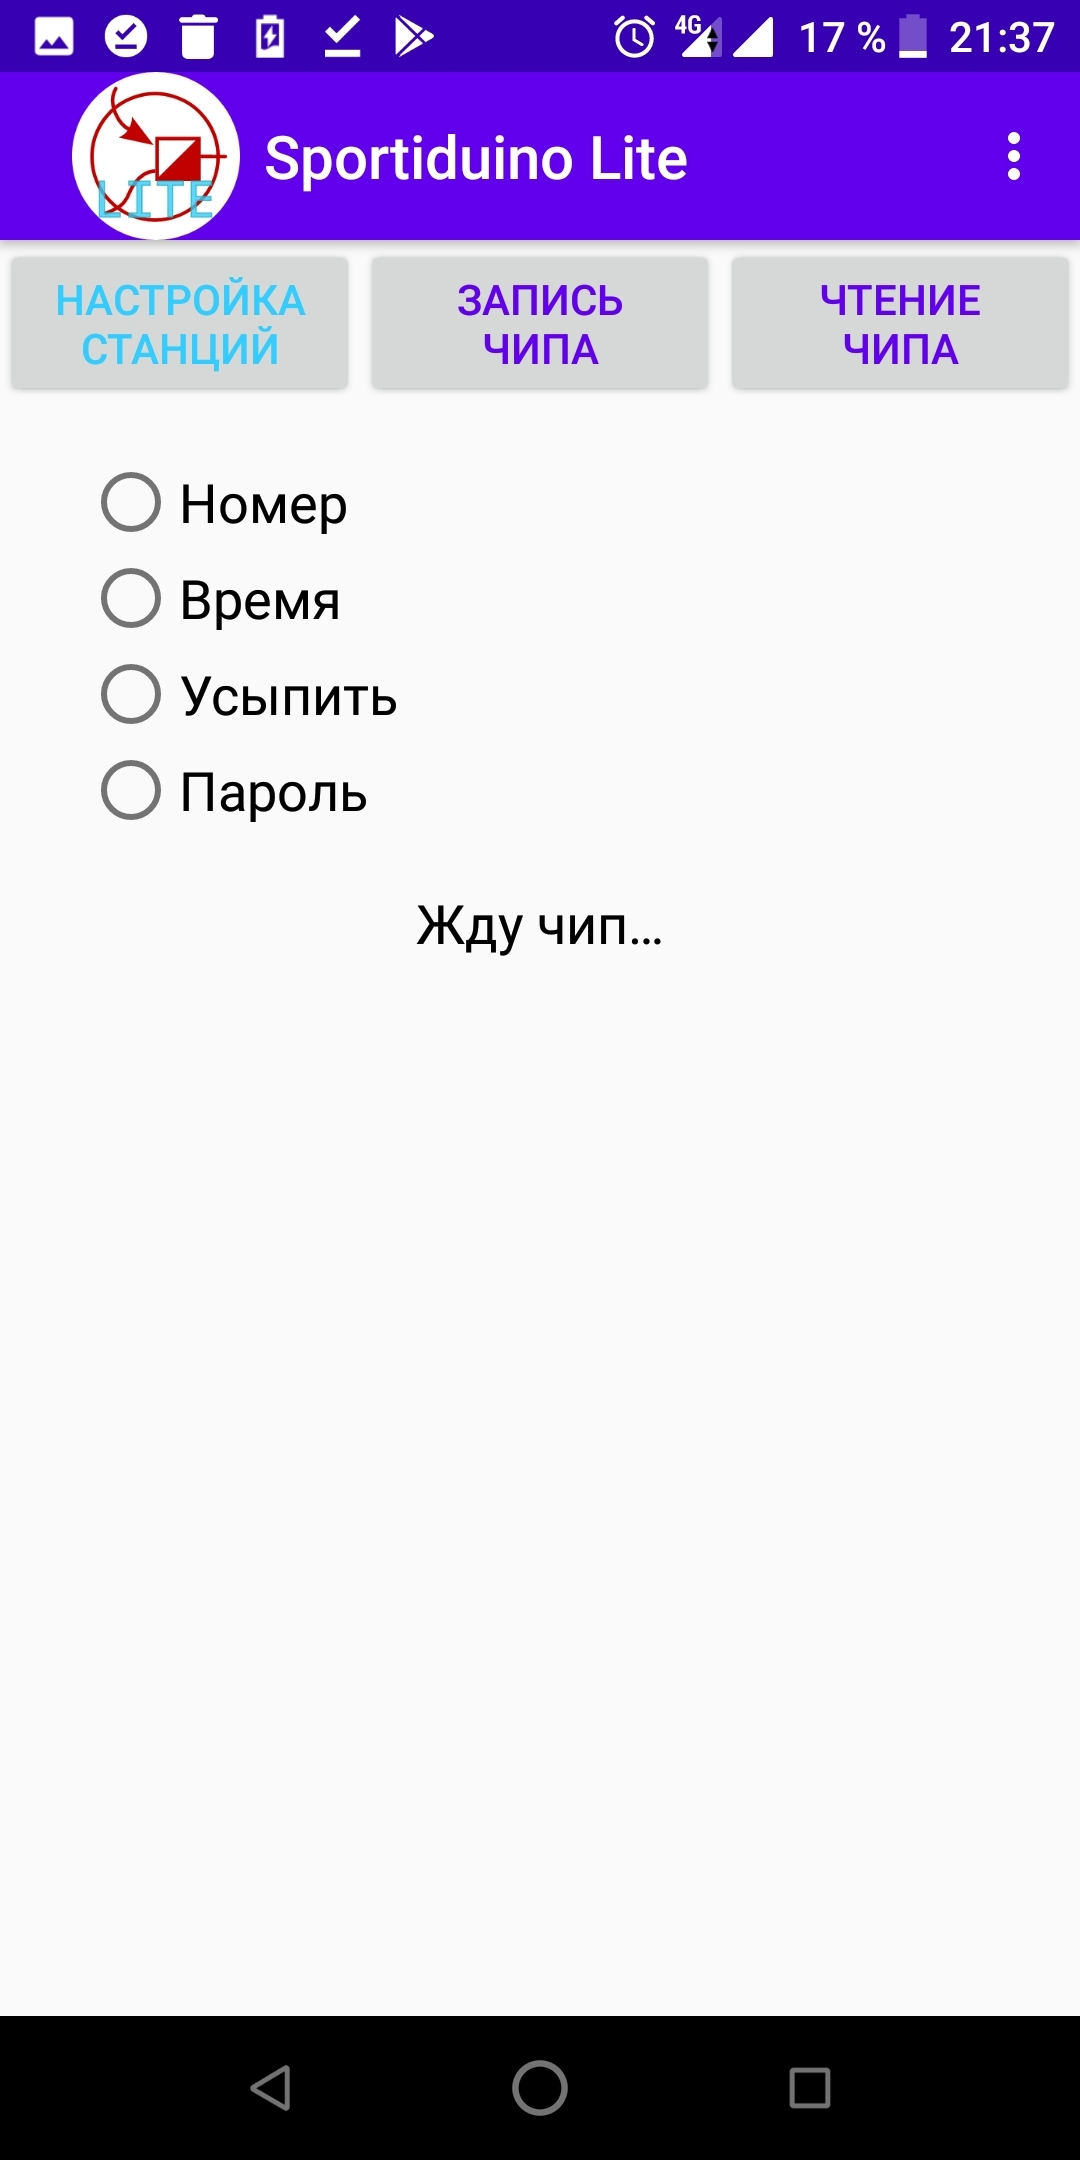 4G 17 % 21:37
LITE
Sportiduino Lite
НАСТРОЙКА
СТАНЦИЙ
ЗАПИСЬ
ЧИПА
ЧТЕНИЕ
ЧИПА
Номер
Время
Усыпить
Пароль
Жду чип...